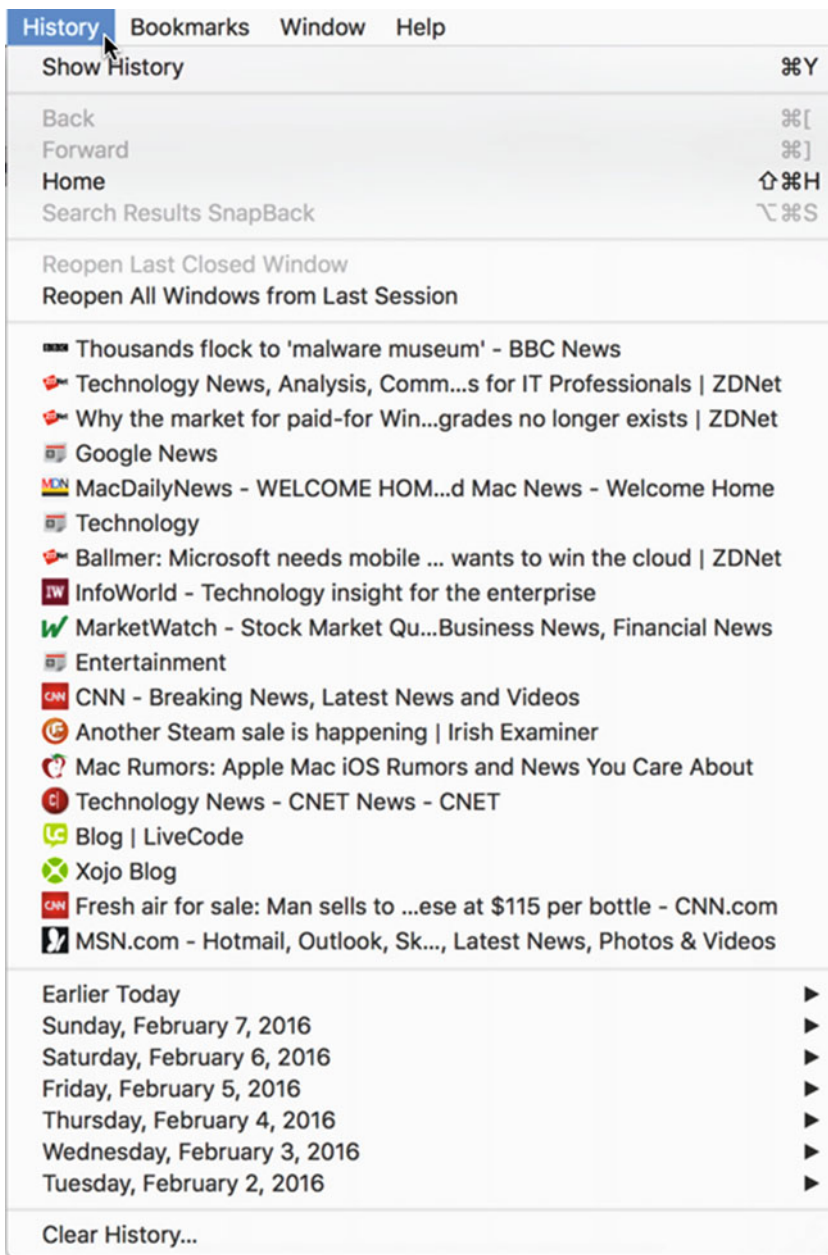 History Bookmarks Window Help
Show History ⌘Y
Back ⌘[
Forward ⌘]
Home ⇧⌘H
Search Results SnapBack ⌥⌘S
Reopen Last Closed Window
Reopen All Windows from Last Session
BBC Thousands flock to 'malware museum' - BBC News
Technology News, Analysis, Comm...s for IT Professionals | ZDNet
Why the market for paid-for Win...grades no longer exists | ZDNet
Google News
MDN MacDailyNews - WELCOME HOM...d Mac News - Welcome Home
Technology
Ballmer: Microsoft needs mobile ... wants to win the cloud | ZDNet
IW InfoWorld - Technology insight for the enterprise
W MarketWatch - Stock Market Qu...Business News, Financial News
Entertainment
CNN CNN - Breaking News, Latest News and Videos
Another Steam sale is happening | Irish Examiner
Mac Rumors: Apple Mac iOS Rumors and News You Care About
c| Technology News - CNET News - CNET
LC Blog | LiveCode
Xojo Blog
CNN Fresh air for sale: Man sells to ...ese at $115 per bottle - CNN.com
MSN.com - Hotmail, Outlook, Sk..., Latest News, Photos & Videos
Earlier Today ▶
Sunday, February 7, 2016 ▶
Saturday, February 6, 2016 ▶
Friday, February 5, 2016 ▶
Thursday, February 4, 2016 ▶
Wednesday, February 3, 2016 ▶
Tuesday, February 2, 2016 ▶
Clear History...